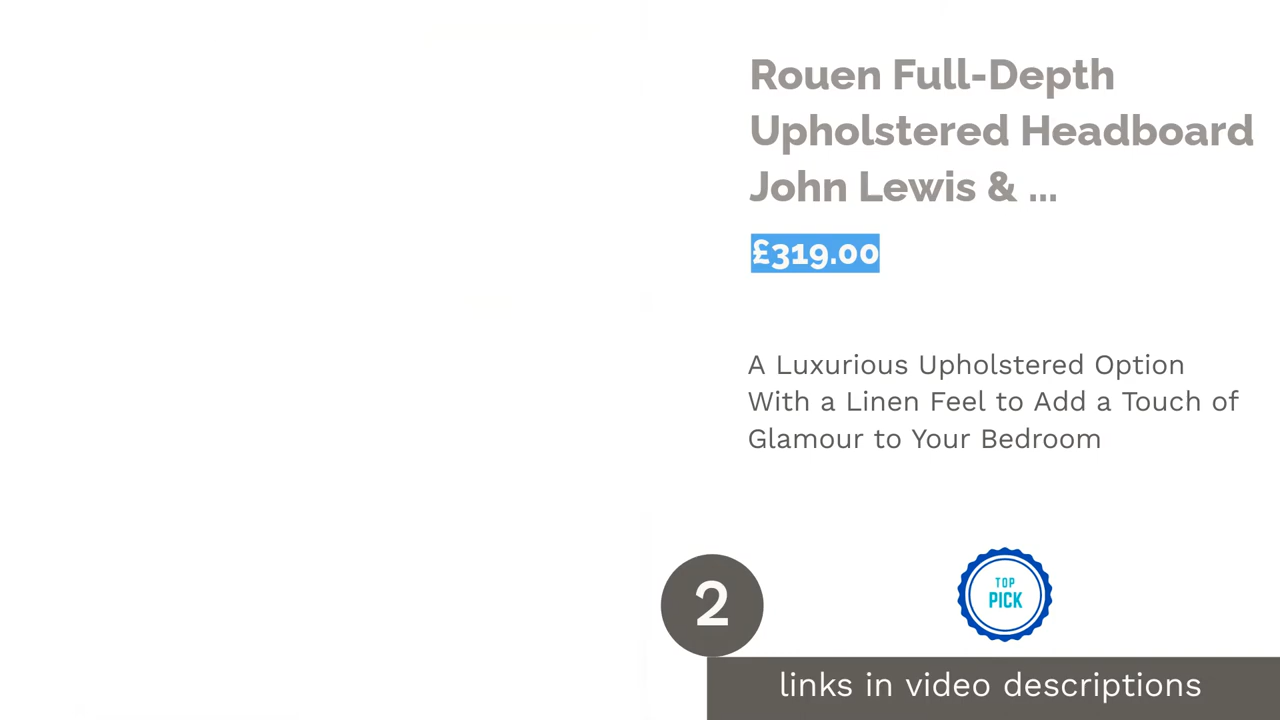 Rouen Full-Depth
Upholstered Headboard
John Lewis & ...
£319.00
A Luxurious Upholstered Option
With a Linen Feel to Add a Touch of
Glamour to Your Bedroom
2
TOP
PICK
links in video descriptions